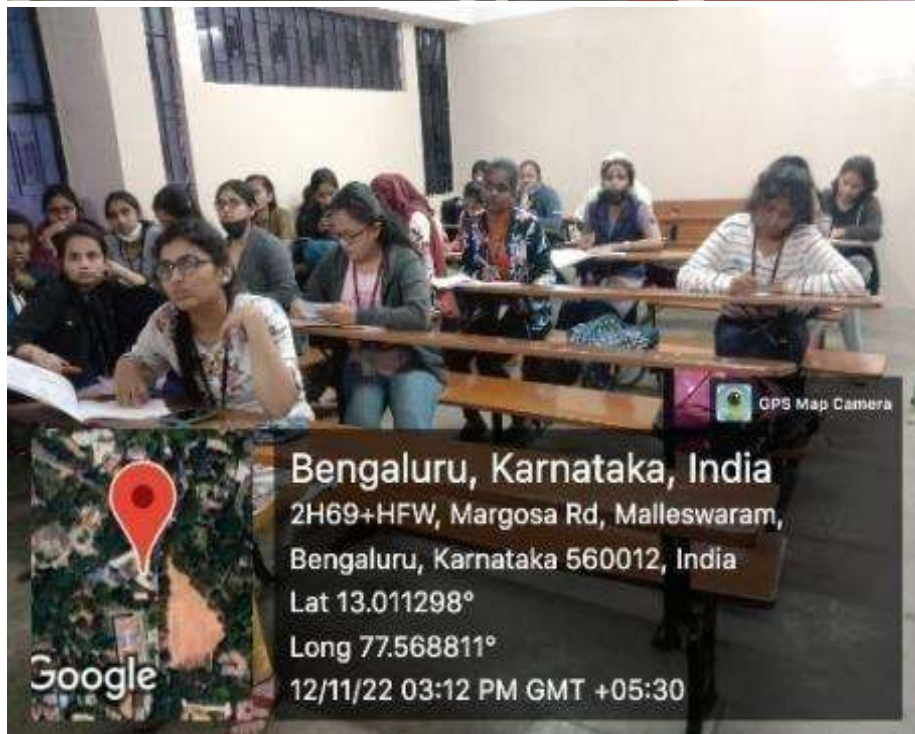 GPS Map Camera
Bengaluru, Karnataka, India
2H69+HFW, Margosa Rd, Malleswaram,
Bengaluru, Karnataka 560012, India
Lat 13.011298°
Long 77.568811°
12/11/22 03:12 PM GMT +05:30
Google